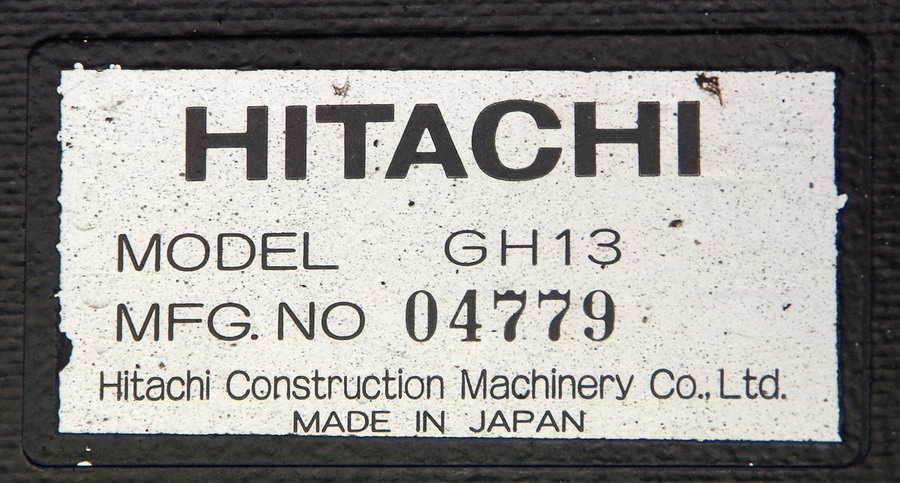 HITACHI
MODEL GH13
MFG. NO 04779
Hitachi Construction Machinery Co., Ltd.
MADE IN JAPAN